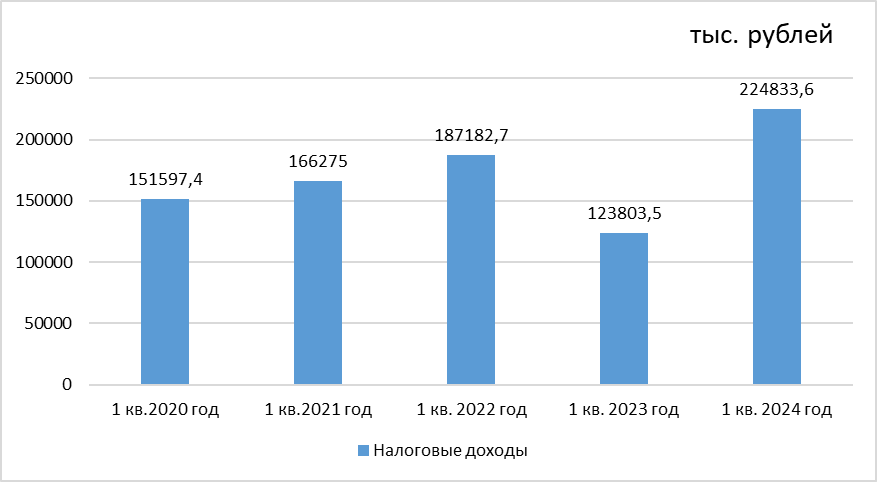 тыс. рублей
250000
200000
150000
100000
50000
0
151597,4
166275
187182,7
123803,5
224833,6
1 кв.2020 год
1 кв.2021 год
1 кв. 2022 год
1 кв. 2023 год
1 кв. 2024 год
Налоговые доходы